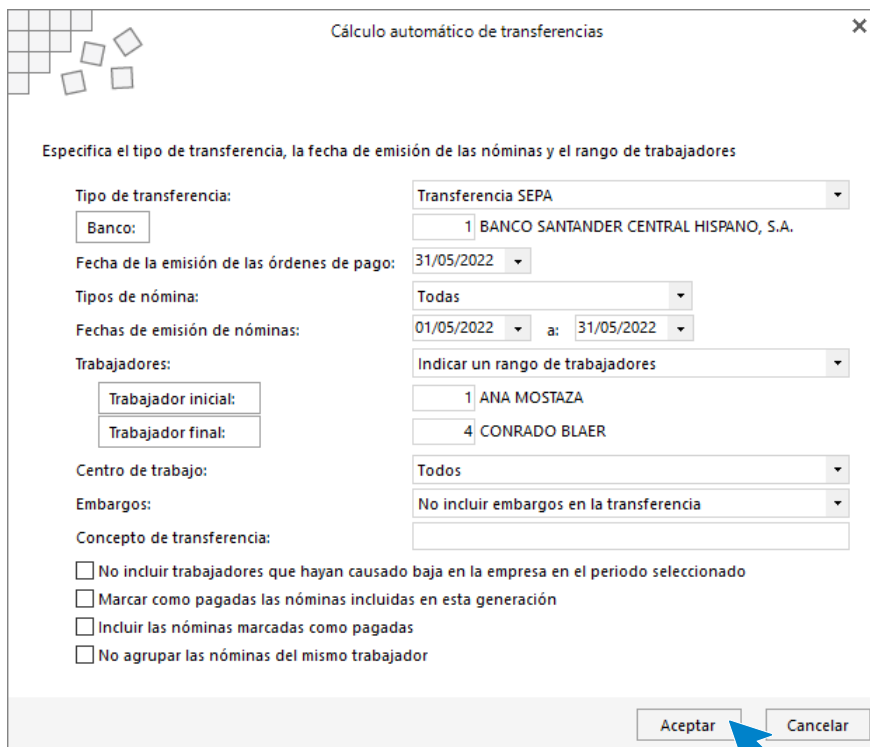 Cálculo automático de transferencias
Especifica el tipo de transferencia, la fecha de emisión de las nóminas y el rango de trabajadores
Tipo de transferencia: Transferencia SEPA
Banco: 1 BANCO SANTANDER CENTRAL HISPANO, S.A.
Fecha de la emisión de las órdenes de pago: 31/05/2022
Tipos de nómina: Todas
Fechas de emisión de nóminas: 01/05/2022 a: 31/05/2022
Trabajadores: Indicar un rango de trabajadores
Trabajador inicial: 1 ANA MOSTAZA
Trabajador final: 4 CONRADO BLAER
Centro de trabajo: Todos
Embargos: No incluir embargos en la transferencia
Concepto de transferencia:
No incluir trabajadores que hayan causado baja en la empresa en el periodo seleccionado
Marcar como pagadas las nóminas incluidas en esta generación
Incluir las nóminas marcadas como pagadas
No agrupar las nóminas del mismo trabajador
Aceptar Cancelar